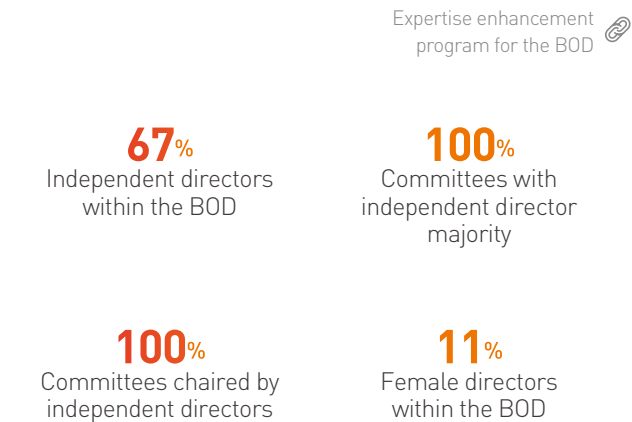 Expertise enhancement
program for the BOD
67%
Independent directors
within the BOD
100%
Committees with
independent director
majority
100%
Committees chaired by
independent directors
11%
Female directors
within the BOD